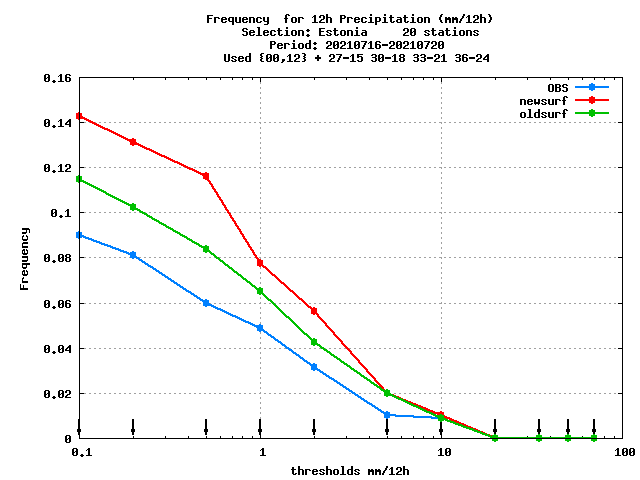 Frequency  for 12h Precipitation (mm/12h)
Selection: Estonia     20 stations
Period: 20210716-20210720
Used {00,12} + 27-15 30-18 33-21 36-24
0.16
0.14
0.12
0.1
0.08
0.06
0.04
0.02
0
Frequency
OBS
newsurf
oldsurf
0.1 1 10 100
thresholds mm/12h